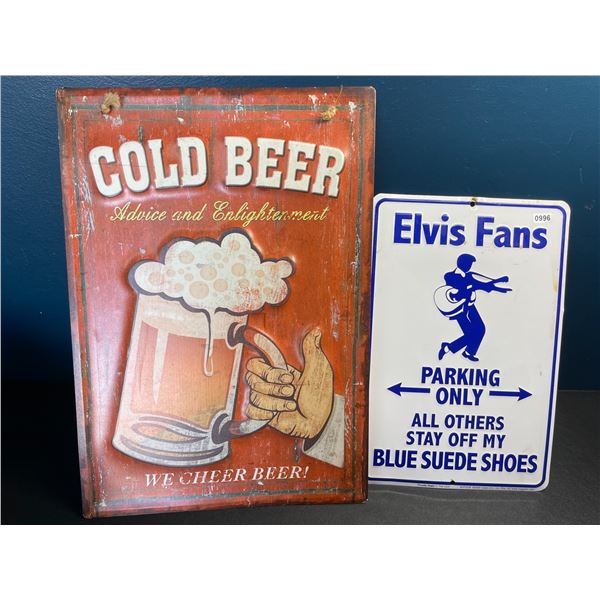 COLD BEER
Advice and Enlightenment
WE CHEER BEER!
0996
Elvis Fans
PARKING
ONLY
ALL OTHERS
STAY OFF MY
BLUE SUEDE SHOES